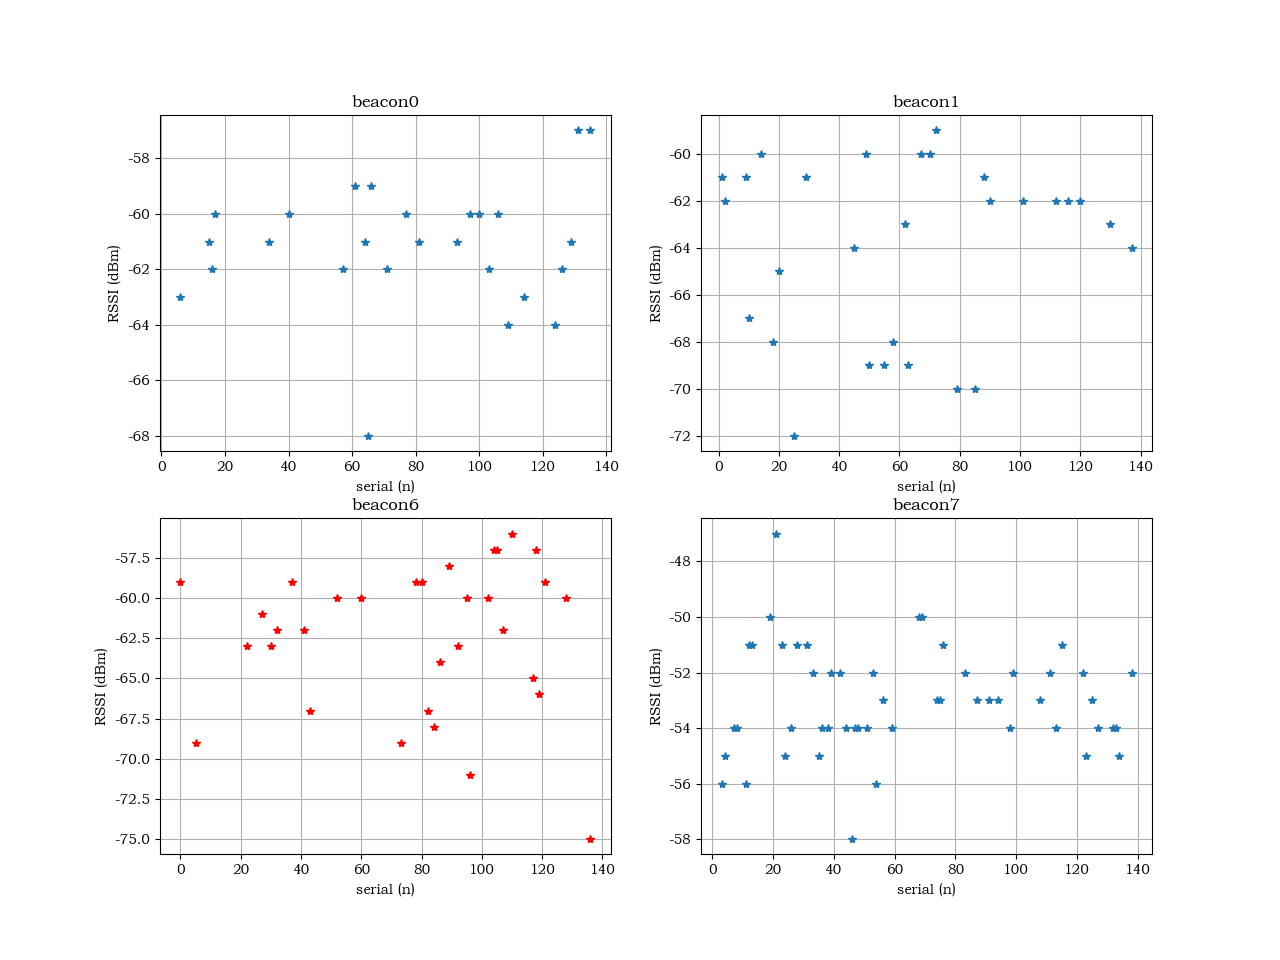 beacon0
RSSI (dBm)
-58
-60
-62
-64
-66
-68
0 20 40 60 80 100 120 140
serial (n)
beacon1
RSSI (dBm)
-60
-62
-64
-66
-68
-70
-72
0 20 40 60 80 100 120 140
serial (n)
beacon6
RSSI (dBm)
-57.5
-60.0
-62.5
-65.0
-67.5
-70.0
-72.5
-75.0
0 20 40 60 80 100 120 140
serial (n)
beacon7
RSSI (dBm)
-48
-50
-52
-54
-56
-58
0 20 40 60 80 100 120 140
serial (n)